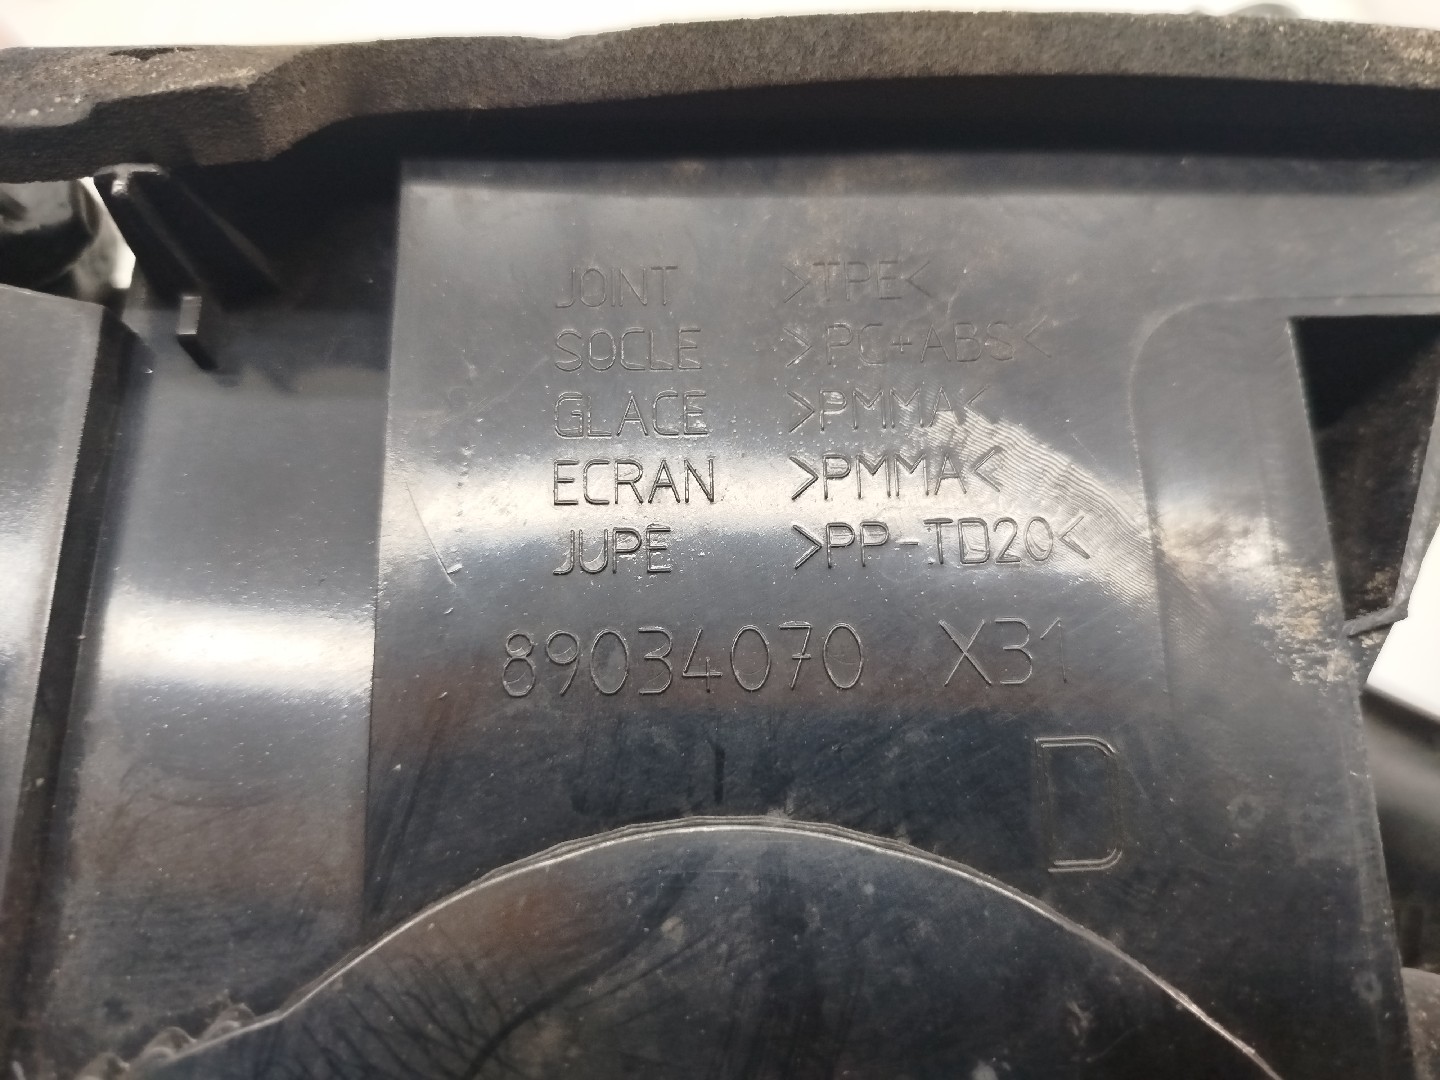 JOINT >TPE<
SOCLE >PC+ABS<
GLACE >PMMA<
ECRAN >PMMA<
JUPE >PP-TD20<
89034070 X31
D